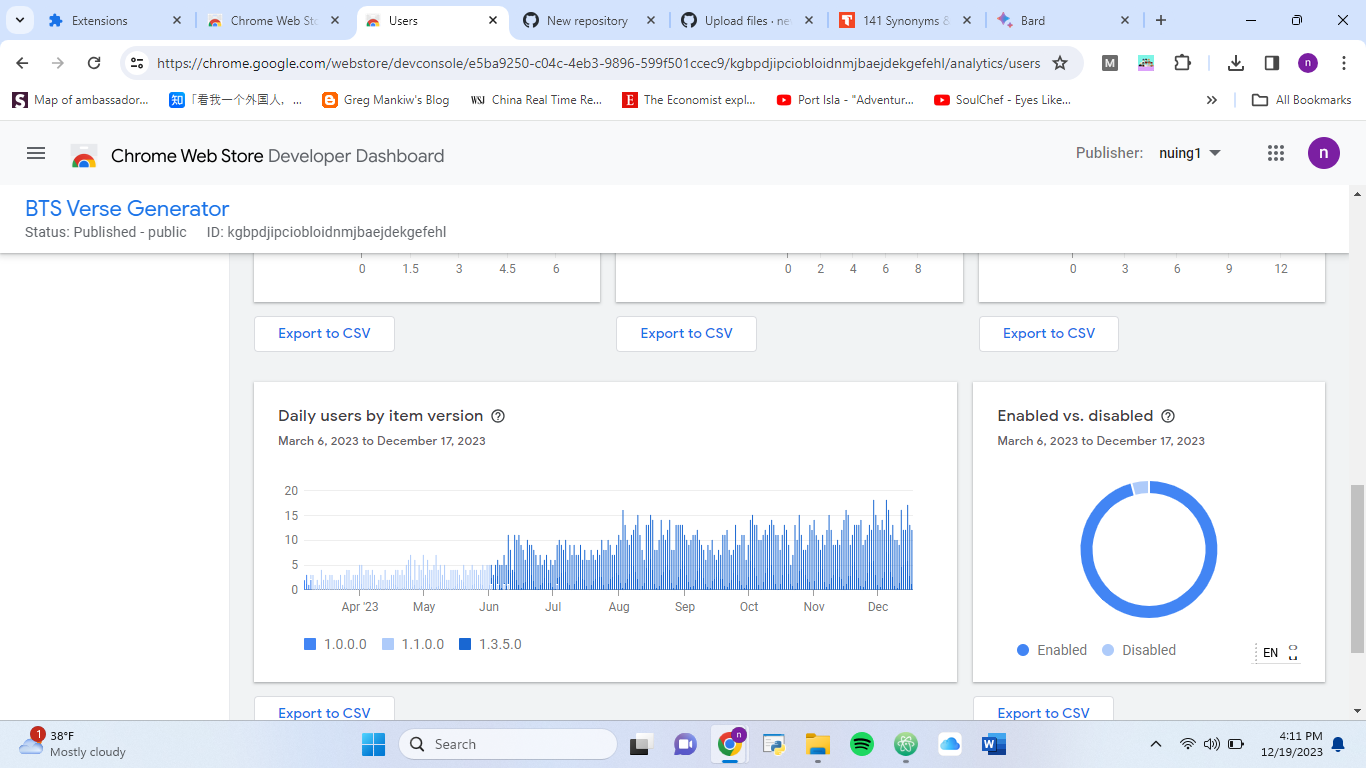 Extensions
Chrome Web Sto
Users
New repository
Upload files · ne
141 Synonyms &
Bard
https://chrome.google.com/webstore/devconsole/e5ba9250-c04c-4eb3-9896-599f501ccec9/kgbpdjipciobloidnmjbaejdekgefehl/analytics/users
M
n
S Map of ambassador...
知 「看我一个外国人，...
Greg Mankiw's Blog
WSJ China Real Time Re...
E The Economist expl...
Port Isla - "Adventur...
SoulChef - Eyes Like...
All Bookmarks
Chrome Web Store Developer Dashboard
Publisher: nuing1
n
BTS Verse Generator
Status: Published - public ID: kgbpdjipciobloidnmjbaejdekgefehl
0 1.5 3 4.5 6
0 2 4 6 8
0 3 6 9 12
Export to CSV
Export to CSV
Export to CSV
Daily users by item version
March 6, 2023 to December 17, 2023
20
15
10
5
0
Apr '23 May Jun Jul Aug Sep Oct Nov Dec
1.0.0.0 1.1.0.0 1.3.5.0
Enabled vs. disabled
March 6, 2023 to December 17, 2023
Enabled Disabled
EN
Export to CSV
Export to CSV
1
38°F
Mostly cloudy
Search
n
W
4:11 PM
12/19/2023